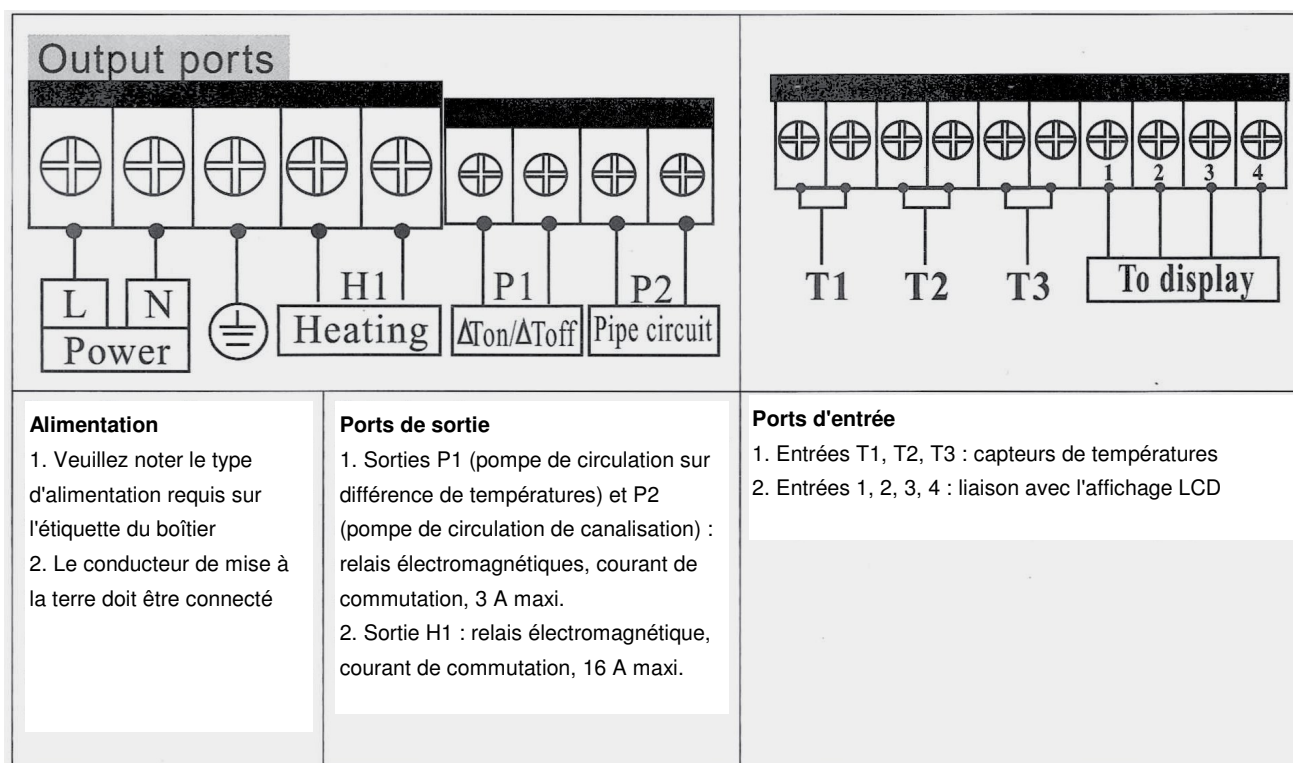 Output ports
L N
Power
H1
Heating
P1
ΔTon/ΔToff
P2
Pipe circuit
1 2 3 4
T1 T2 T3
To display
Alimentation
1. Veuillez noter le type
d'alimentation requis sur
l'étiquette du boîtier
2. Le conducteur de mise à
la terre doit être connecté
Ports de sortie
1. Sorties P1 (pompe de circulation sur
différence de températures) et P2
(pompe de circulation de canalisation) :
relais électromagnétiques, courant de
commutation, 3 A maxi.
2. Sortie H1 : relais électromagnétique,
courant de commutation, 16 A maxi.
Ports d'entrée
1. Entrées T1, T2, T3 : capteurs de températures
2. Entrées 1, 2, 3, 4 : liaison avec l'affichage LCD